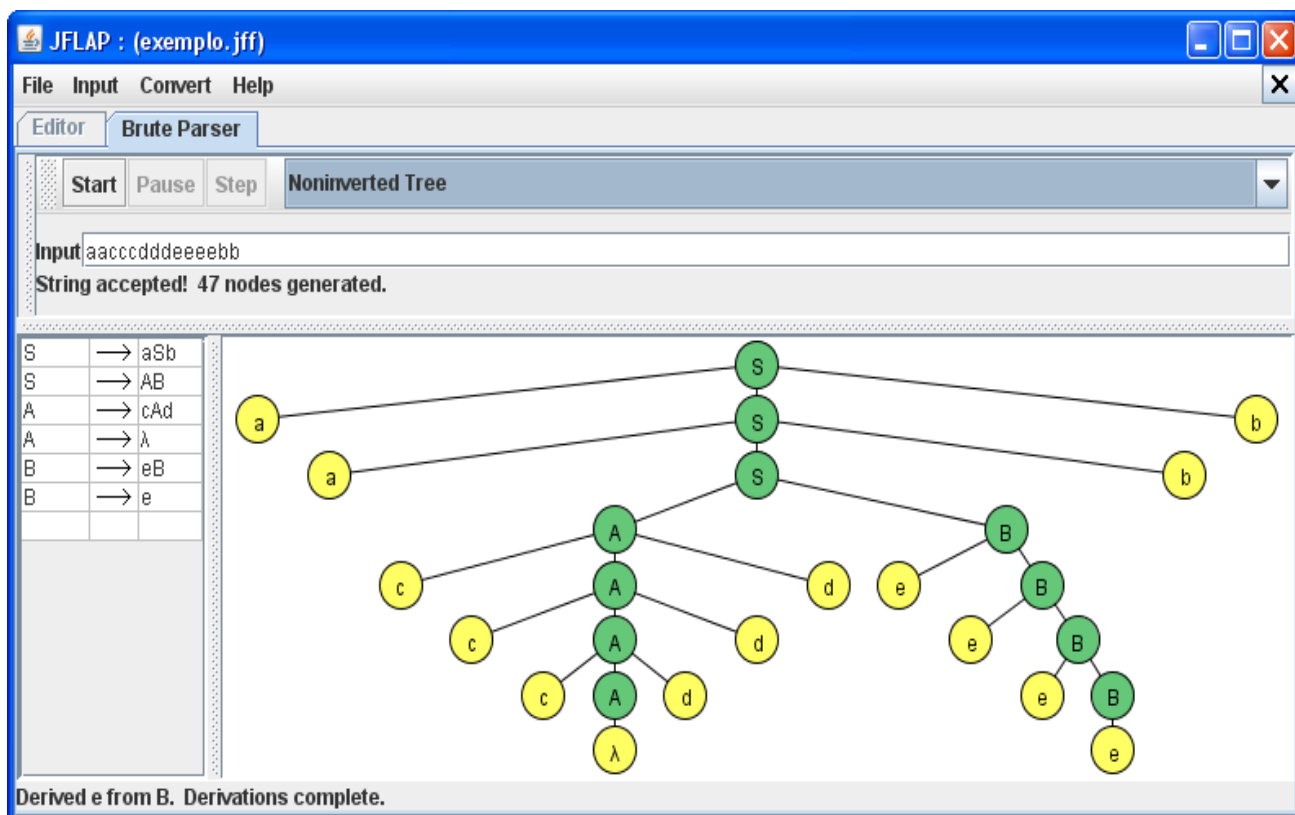 JFLAP : (exemplo.jff)
File Input Convert Help
Editor Brute Parser
Start Pause Step Noninverted Tree
Input aacccdddeeeebb
String accepted! 47 nodes generated.
S → aSb
S → AB
A → cAd
A → λ
B → eB
B → e
S
a S b
a S b
A B
c A d e B
c A d e B
c A d e B
λ e
Derived e from B. Derivations complete.